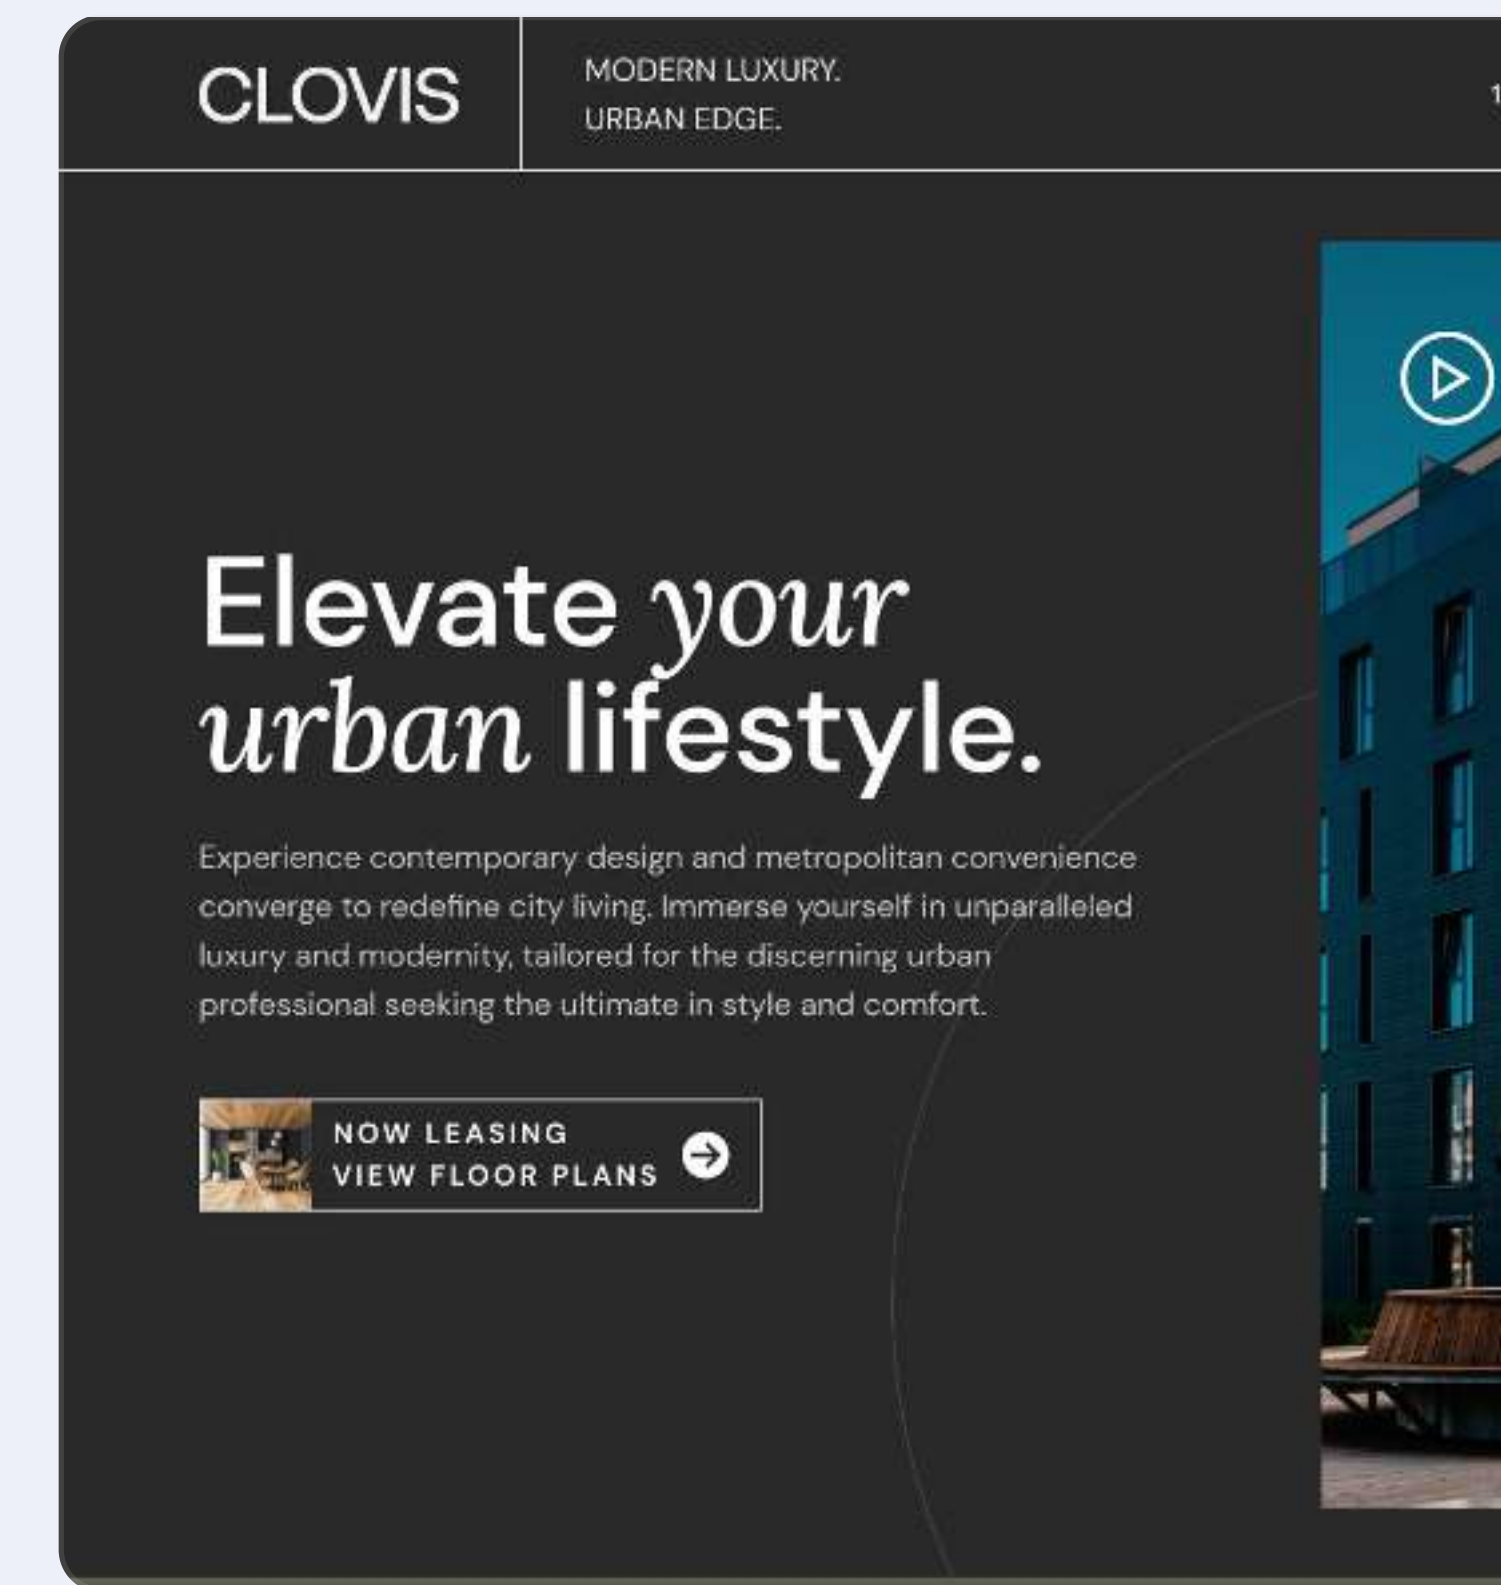 CLOVIS
MODERN LUXURY.
URBAN EDGE.
Elevate your
urban lifestyle.
Experience contemporary design and metropolitan convenience
converge to redefine city living. Immerse yourself in unparalleled
luxury and modernity, tailored for the discerning urban
professional seeking the ultimate in style and comfort.
NOW LEASING
VIEW FLOOR PLANS